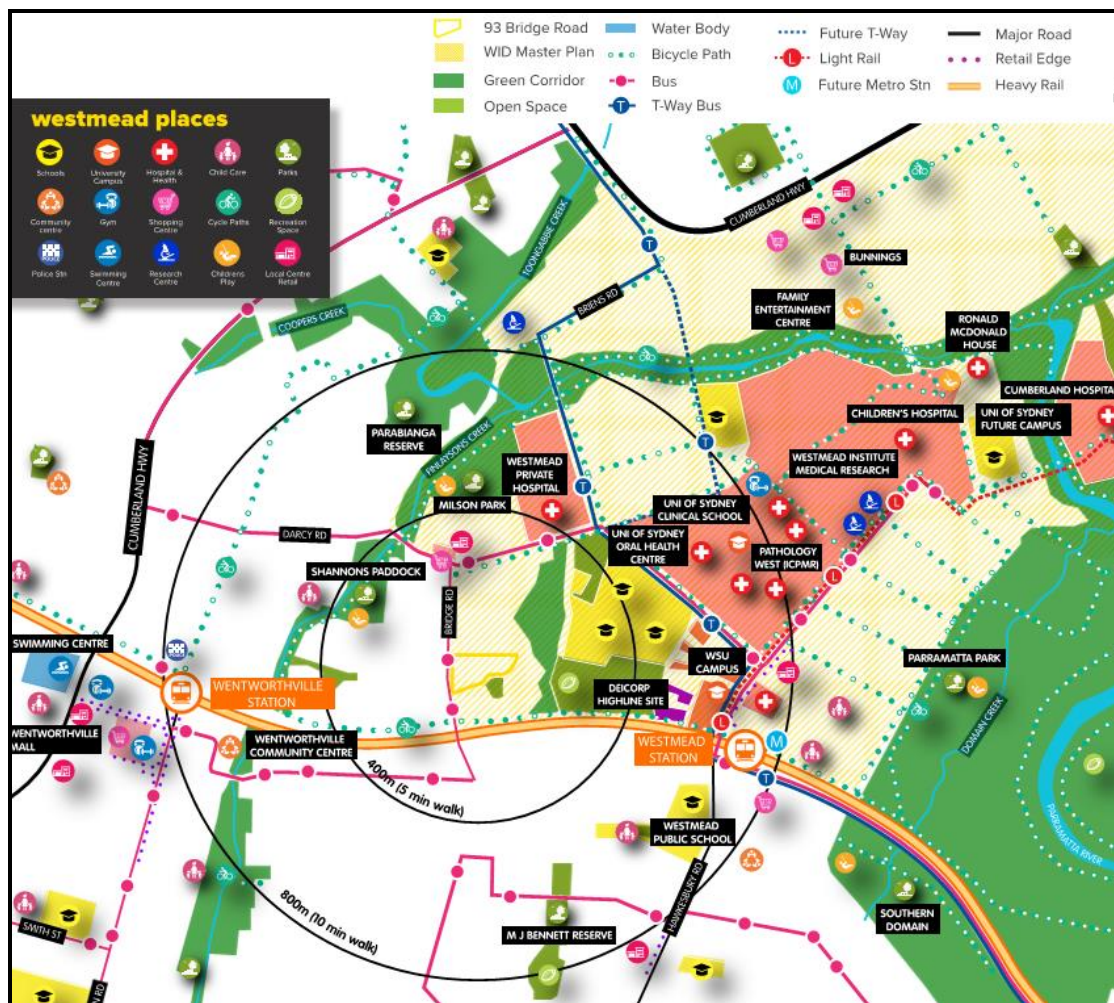 93 Bridge Road
WID Master Plan
Green Corridor
Open Space
Water Body
Bicycle Path
Bus
T-Way Bus
Future T-Way
Light Rail
Future Metro Stn
Major Road
Retail Edge
Heavy Rail
L
M
T
westmead places
Schools
University
Campus
Hospital &
Health
Child Care
Parks
Community
centre
Gym
Shopping
Centre
Cycle Paths
Recreation
Space
POLICE
Police Stn
Swimming
Centre
Research
Centre
Childrens
Play
Local Centre
Retail
CUMBERLAND HWY
TOONGABBIE CREEK
T
BUNNINGS
BRIENS RD
COOPERS CREEK
FAMILY
ENTERTAINMENT
CENTRE
RONALD
MCDONALD
HOUSE
CUMBERLAND HOSPITA
CHILDREN'S HOSPITAL
UNI OF SYDNEY
FUTURE CAMPUS
PARABIANGA
RESERVE
FINLAYSONS CREEK
T
WESTMEAD INSTITUTE
MEDICAL RESEARCH
WESTMEAD
PRIVATE
HOSPITAL
T
L
MILSON PARK
UNI OF SYDNEY
CLINICAL SCHOOL
CUMBERLAND HWY
DARCY RD
UNI OF SYDNEY
ORAL HEALTH
CENTRE
PATHOLOGY
WEST (ICPMR)
L
SHANNONS PADDOCK
BRIDGE RD
T
SWIMMING CENTRE
POLICE
WSU
CAMPUS
PARRAMATTA PARK
WENTWORTHVILLE
STATION
DEICORP
HIGHLINE SITE
L
DOMAIN CREEK
WENTWORTHVILLE
MALL
WENTWORTHVILLE
COMMUNITY CENTRE
WESTMEAD
STATION
M
T
400m (5 min walk)
PARRAMATTA RIVER
WESTMEAD
PUBLIC SCHOOL
800m (10 min walk)
HAWKESBURY RD
SOUTHERN
DOMAIN
SMITH ST
M J BENNETT RESERVE
N RD